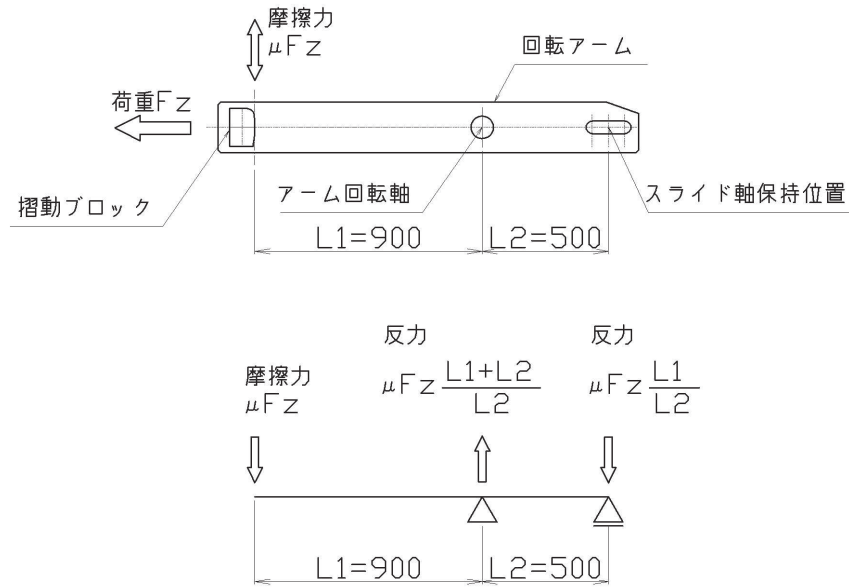 摩擦力
μFz
回転アーム
荷重Fz
摺動ブロック
アーム回転軸
スライド軸保持位置
L1=900
L2=500
反力
反力
摩擦力
μFz
μFz
L1+L2
L2
μFz
L1
L2
L1=900
L2=500